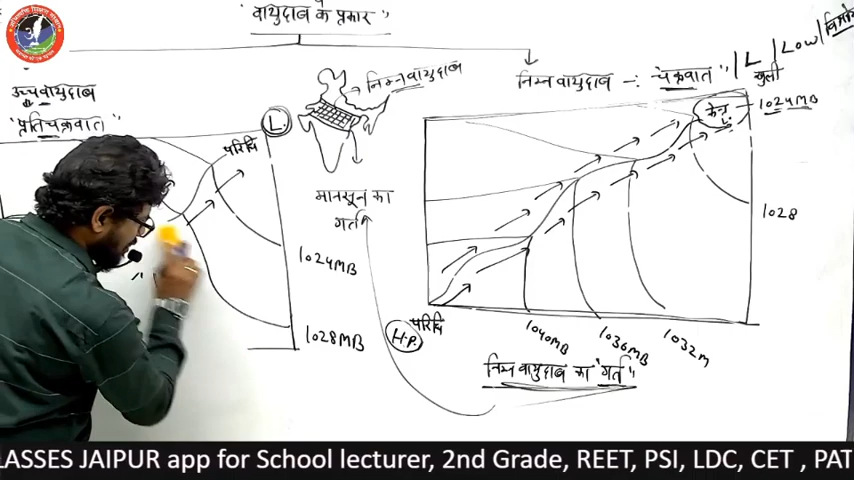 वायुदाब के प्रकार"
उच्चवायुदाब
"प्रतिचक्रवात"
परिधि
L.
1024MB
1028MB
निम्नवायुदाब
मानसून का
गर्त
निम्न वायुदाब -: चक्रवात" / L / Low /
खुली
केन्द्र
L.
1024MB
1028
H.P.
परिधि
1040MB
1036MB
1032M
निम्न वायुदाब का "गर्त"
LASSES JAIPUR app for School lecturer, 2nd Grade, REET, PSI, LDC, CET , PAT